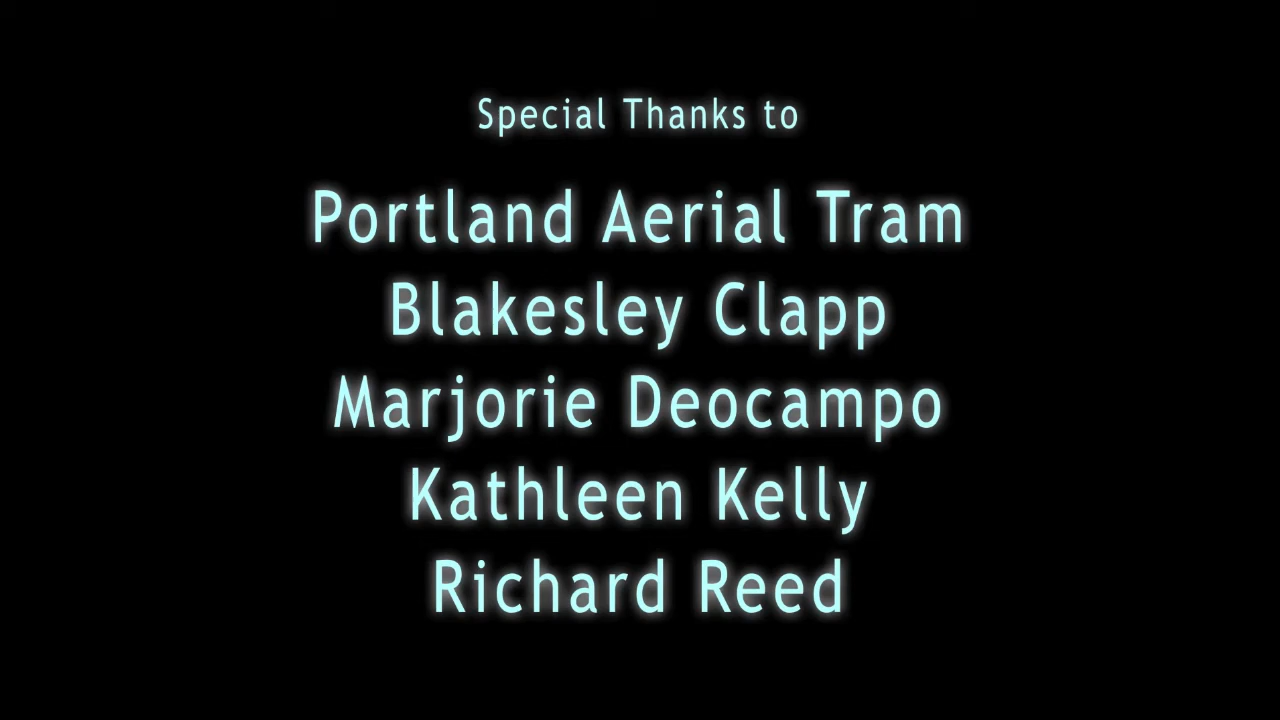 Special Thanks to
Portland Aerial Tram
Blakesley Clapp
Marjorie Deocampo
Kathleen Kelly
Richard Reed